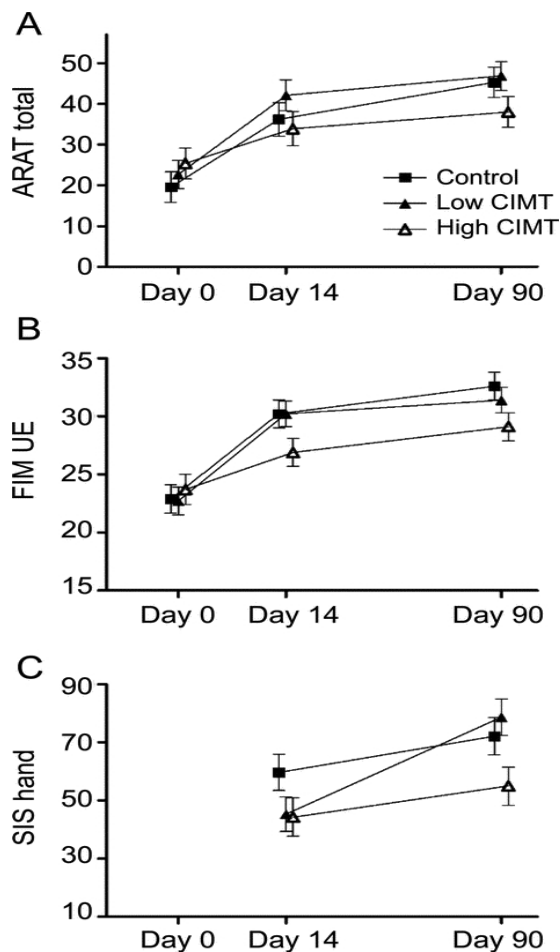 A
ARAT total
50
40
30
20
10
0
Control
Low CIMT
High CIMT
Day 0 Day 14 Day 90
B
FIM UE
35
30
25
22
15
Day 0 Day 14 Day 90
C
SIS hand
90
70
50
30
10
Day 0 Day 14 Day 90